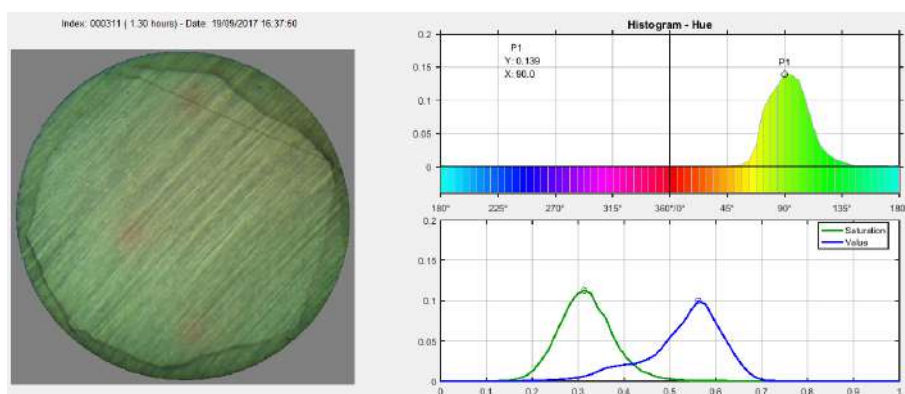 Index: 000311 ( 1.30 hours) - Date: 19/09/2017 16:37:60
Histogram - Hue
0.2
P1
Y: 0.139
X: 90.0
P1
0.15
0.1
0.05
0
180° 225° 270° 315° 360°/0° 45° 90° 135° 180
0.2
Saturation
Value
0.15
0.1
0.05
0
0 0.1 0.2 0.3 0.4 0.5 0.6 0.7 0.8 0.9 1